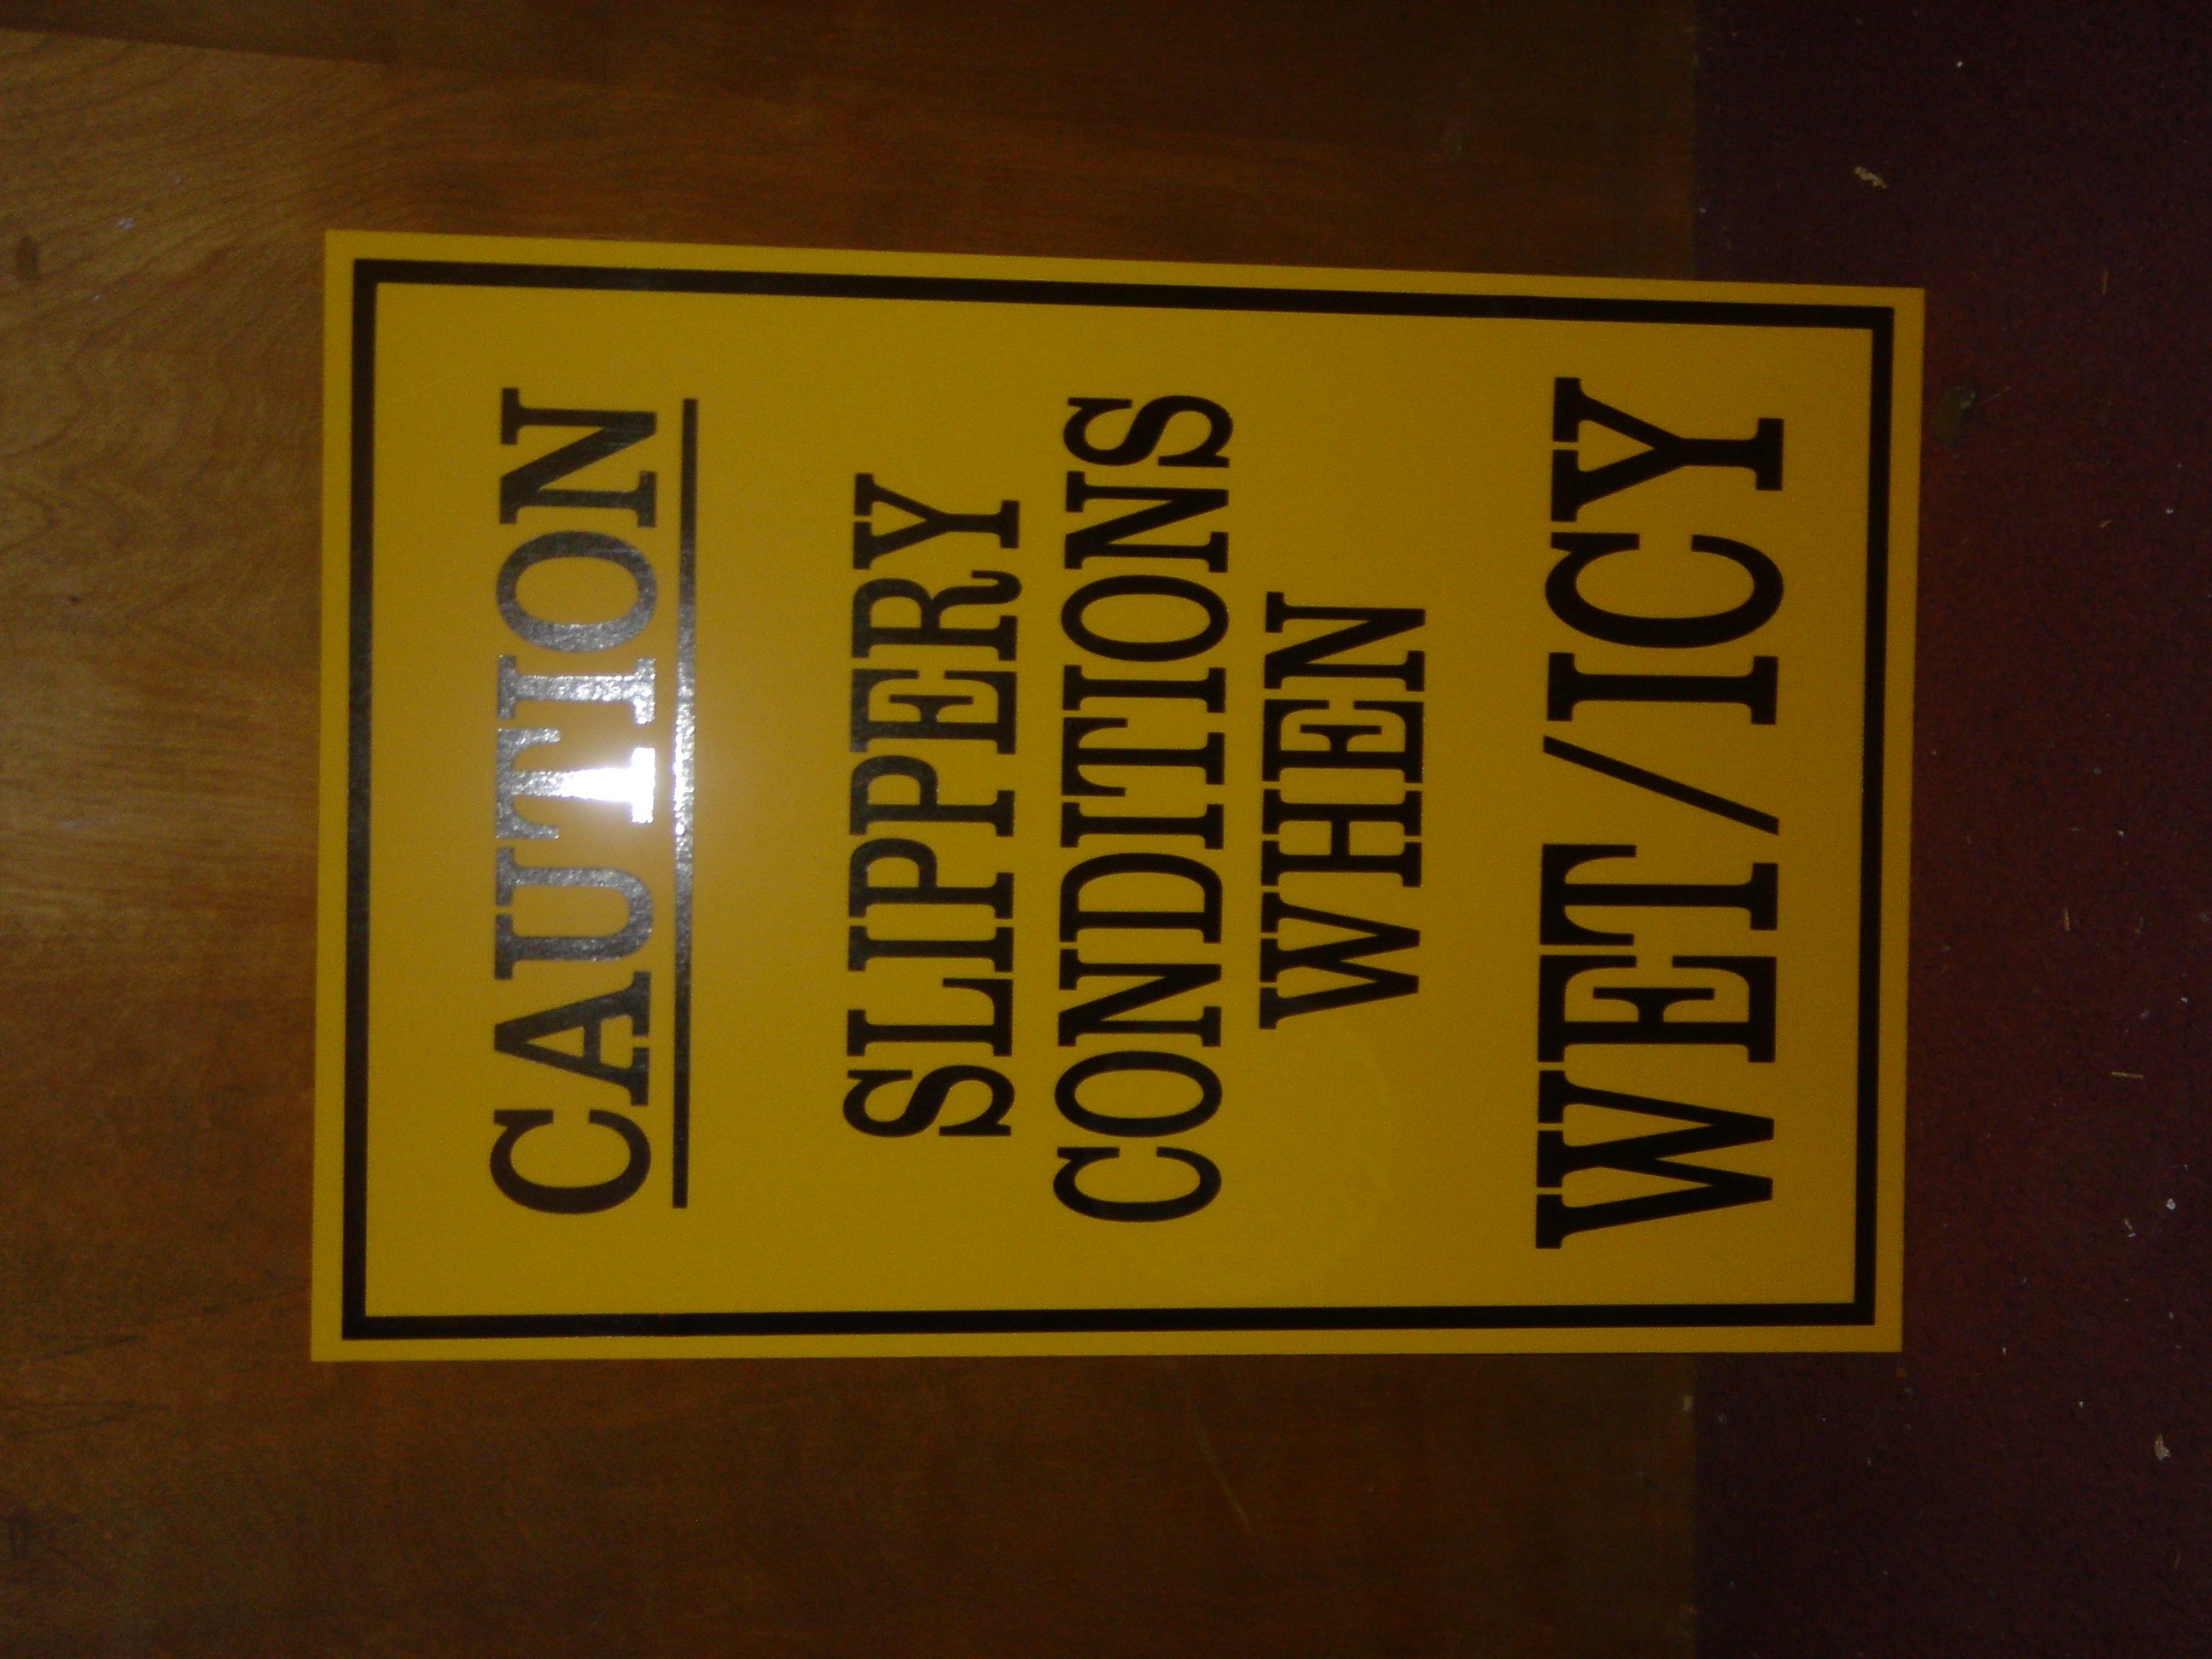 CAUTION
SLIPPERY
CONDITIONS
WHEN
WET/ICY